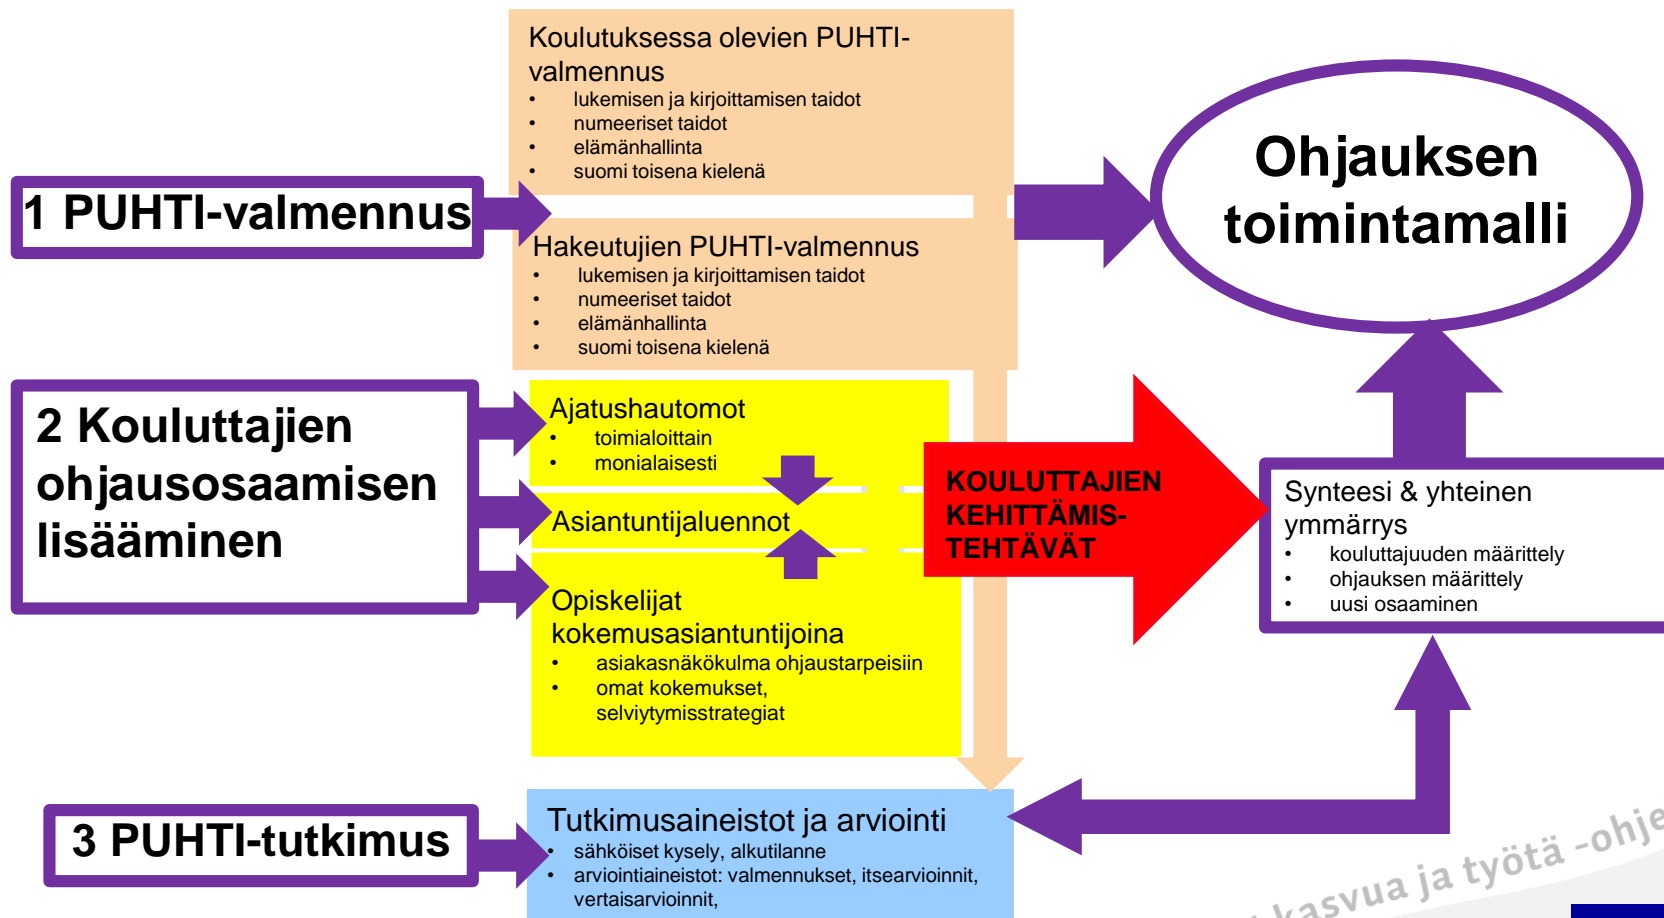 Koulutuksessa olevien PUHTI-
valmennus
• lukemisen ja kirjoittamisen taidot
• numeeriset taidot
• elämänhallinta
• suomi toisena kielenä
1 PUHTI-valmennus
Hakeutujien PUHTI-valmennus
• lukemisen ja kirjoittamisen taidot
• numeeriset taidot
• elämänhallinta
• suomi toisena kielenä
Ohjauksen
toimintamalli
2 Kouluttajien
ohjausosaamisen
lisääminen
Ajatushautomot
• toimialoittain
• monialaisesti
Asiantuntijaluennot
Opiskelijat
kokemusasiantuntijoina
• asiakasnäkökulma ohjaustarpeisiin
• omat kokemukset,
selviytymisstrategiat
KOULUTTAJIEN
KEHITTÄMIS-
TEHTÄVÄT
Synteesi & yhteinen
ymmärrys
• kouluttajuuden määrittely
• ohjauksen määrittely
• uusi osaaminen
3 PUHTI-tutkimus
Tutkimusaineistot ja arviointi
• sähköiset kysely, alkutilanne
• arviointiaineistot: valmennukset, itsearvioinnit,
vertaisarvioinnit,
kasvua ja työtä -ohje